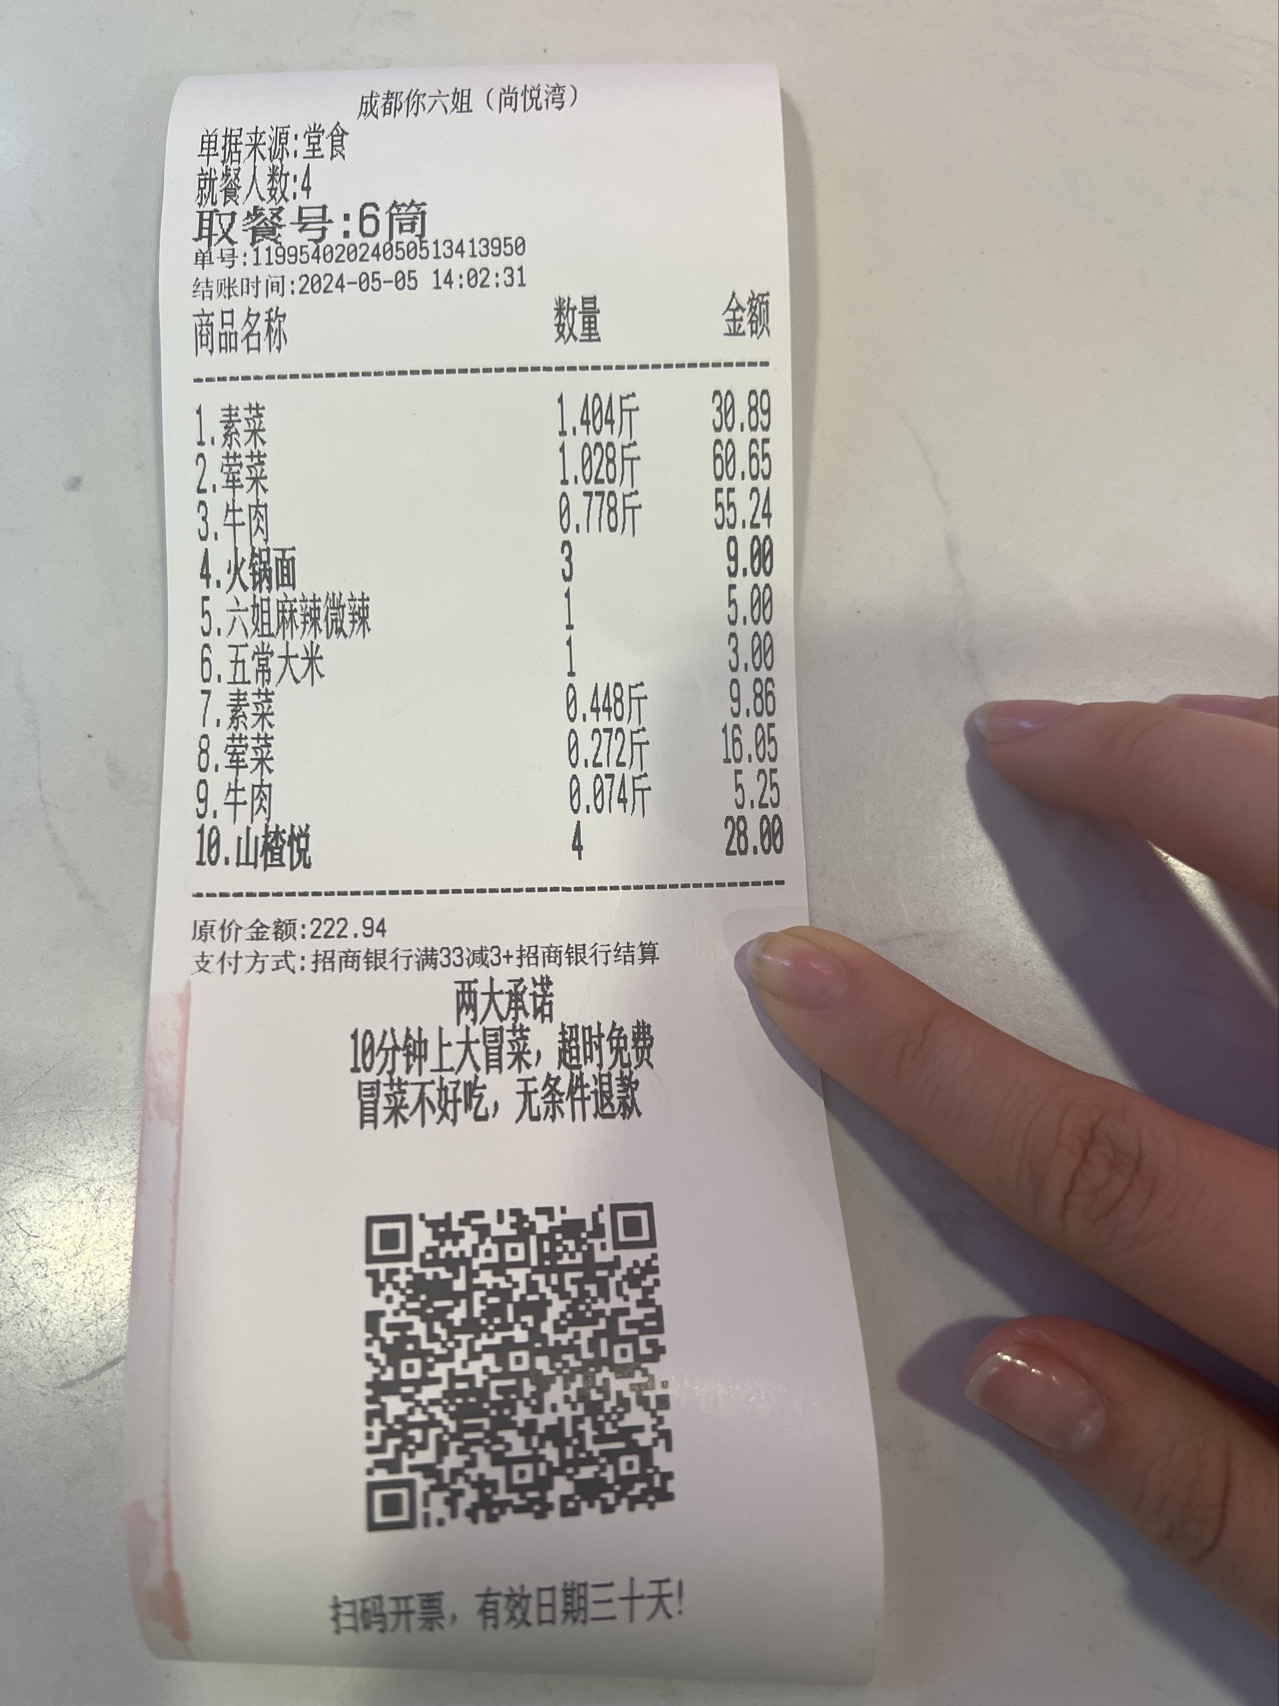 成都你六姐（尚悦湾）
单据来源:堂食
就餐人数:4
取餐号:6筒
单号:11995402024050513413950
结账时间:2024-05-05 14:02:31
商品名称 数量 金额
1.素菜 1.404斤 30.89
2.荤菜 1.028斤 60.65
3.牛肉 0.778斤 55.24
4.火锅面 3 9.00
5.六姐麻辣微辣 1 5.00
6.五常大米 1 3.00
7.素菜 0.448斤 9.86
8.荤菜 0.272斤 16.05
9.牛肉 0.074斤 5.25
10.山楂悦 4 28.00
原价金额:222.94
支付方式:招商银行满33减3+招商银行结算
两大承诺
10分钟上大冒菜，超时免费
冒菜不好吃，无条件退款
扫码开票，有效日期三十天!